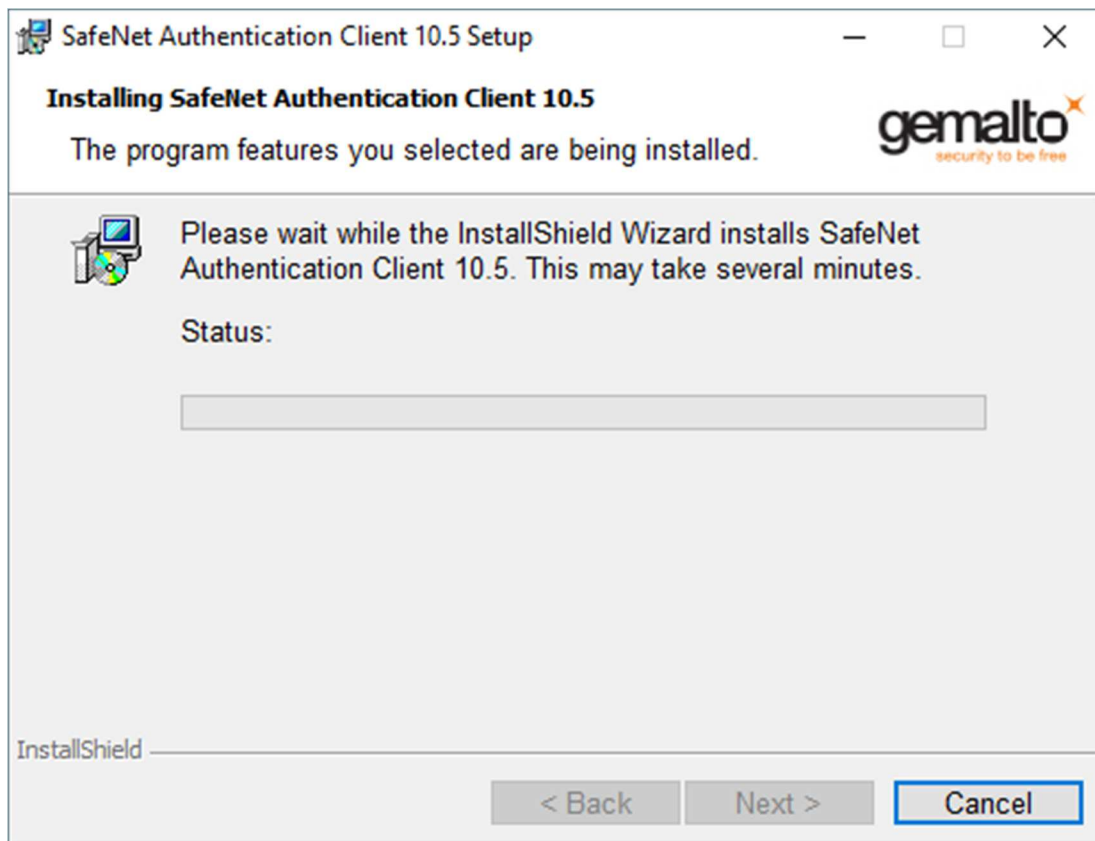 SafeNet Authentication Client 10.5 Setup
Installing SafeNet Authentication Client 10.5
The program features you selected are being installed.
gemalto
security to be free
Please wait while the InstallShield Wizard installs SafeNet
Authentication Client 10.5. This may take several minutes.
Status:
InstallShield
< Back
Next >
Cancel